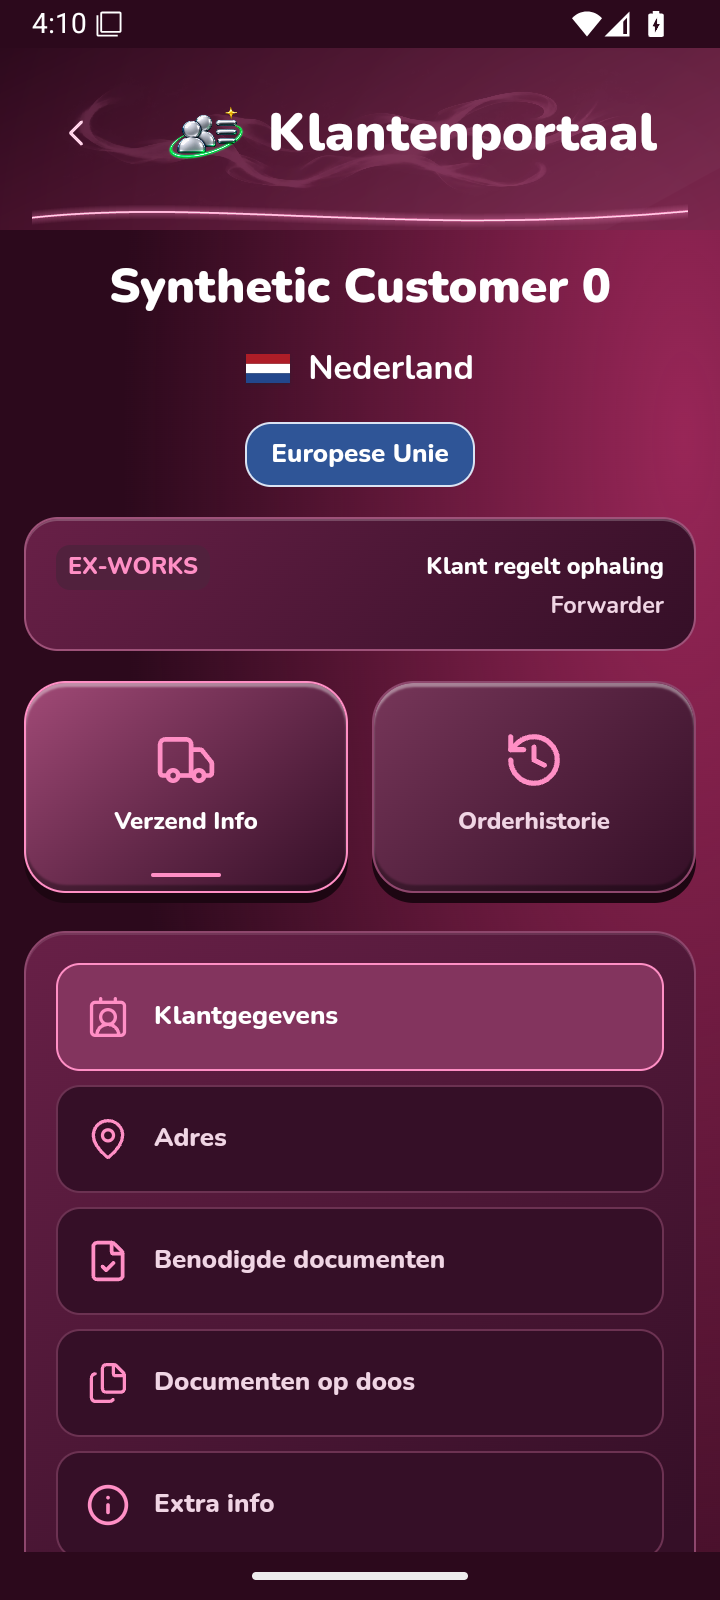 4:10
Klantenportaal
Synthetic Customer 0
Nederland
Europese Unie
EX-WORKS
Klant regelt ophaling
Forwarder
Verzend Info
Orderhistorie
Klantgegevens
Adres
Benodigde documenten
Documenten op doos
Extra info